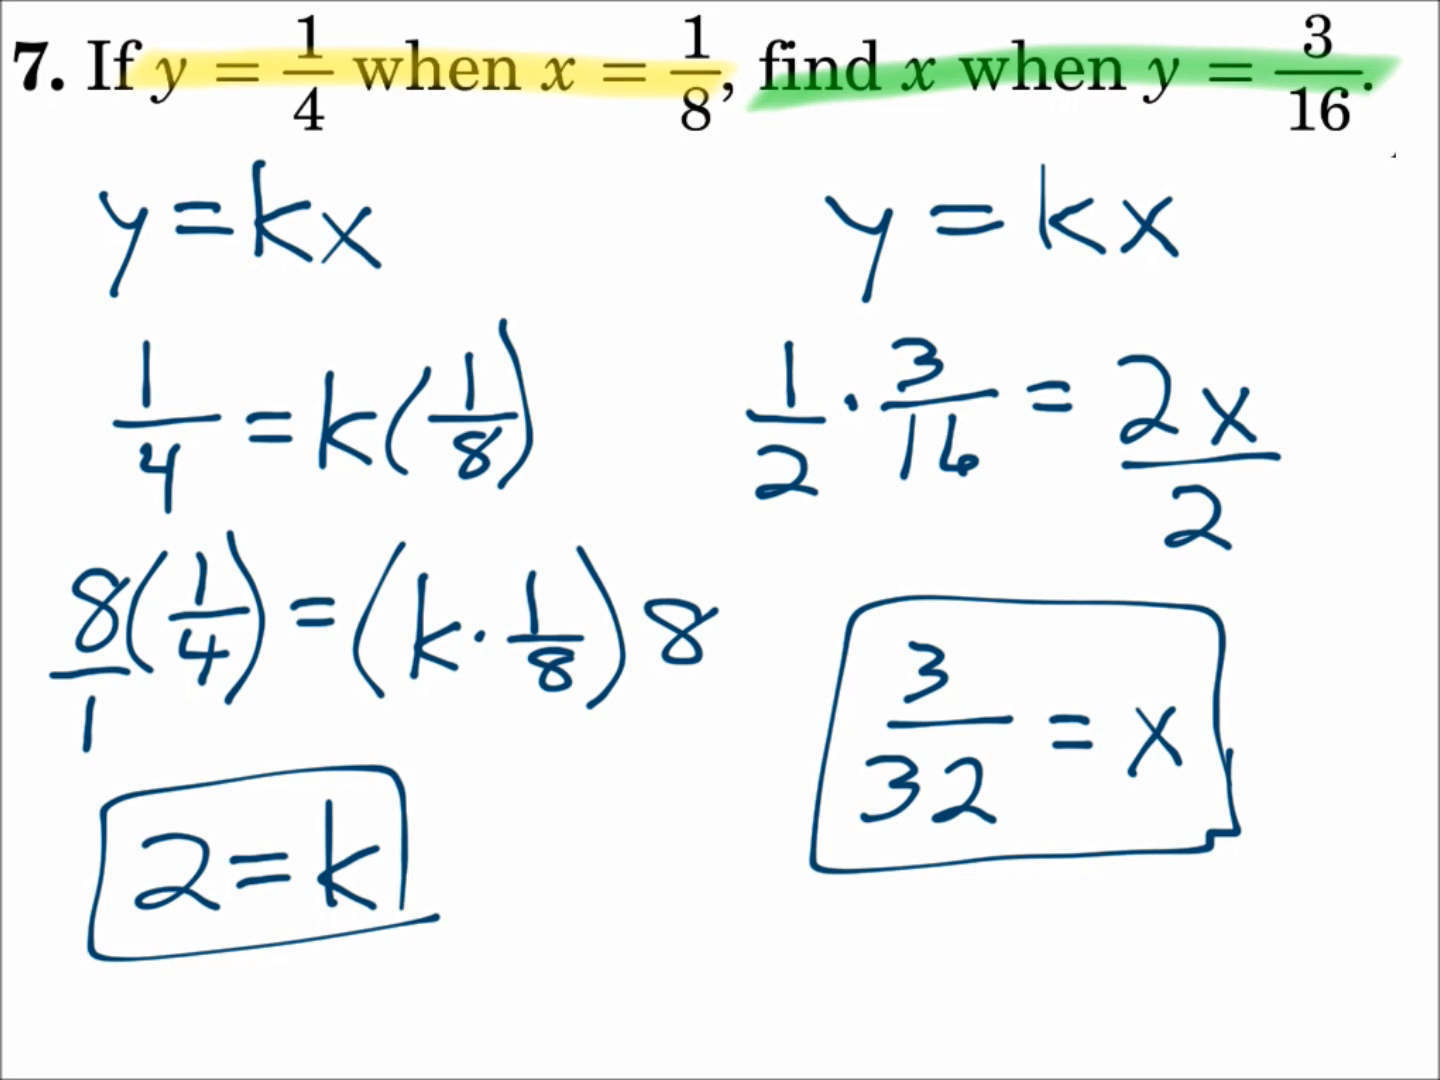 7. If y = 1/4 when x = 1/8, find x when y = 3/16.
y = kx
1/4 = k(1/8)
8/1(1/4) = (k · 1/8)8
2 = k
y = kx
1/2 · 3/16 = 2x/2
3/32 = x